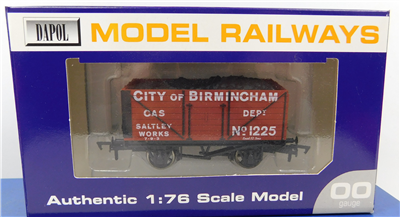 DAPOL
MODEL RAILWAYS
CITY OF BIRMINGHAM
GAS DEPT
SALTLEY
WORKS
No 1225
Authentic 1:76 Scale Model
OO
gauge